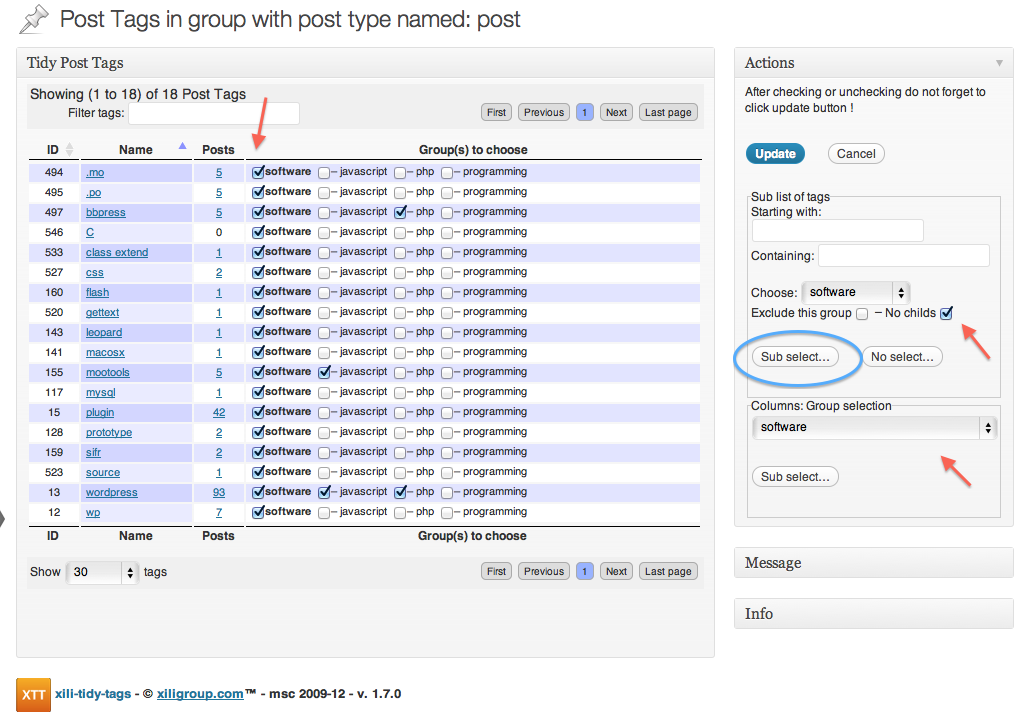 Post Tags in group with post type named: post
Tidy Post Tags
Showing (1 to 18) of 18 Post Tags
Filter tags:
First Previous 1 Next Last page
ID Name Posts Group(s) to choose
494 .mo 5 software – javascript – php – programming
495 .po 5 software – javascript – php – programming
497 bbpress 5 software – javascript – php – programming
546 C 0 software – javascript – php – programming
533 class extend 1 software – javascript – php – programming
527 css 2 software – javascript – php – programming
160 flash 1 software – javascript – php – programming
520 gettext 1 software – javascript – php – programming
143 leopard 1 software – javascript – php – programming
141 macosx 1 software – javascript – php – programming
155 mootools 5 software – javascript – php – programming
117 mysql 1 software – javascript – php – programming
15 plugin 42 software – javascript – php – programming
128 prototype 2 software – javascript – php – programming
159 sifr 2 software – javascript – php – programming
523 source 1 software – javascript – php – programming
13 wordpress 93 software – javascript – php – programming
12 wp 7 software – javascript – php – programming
ID Name Posts Group(s) to choose
Show 30 tags
First Previous 1 Next Last page
Actions
After checking or unchecking do not forget to
click update button !
Update Cancel
Sub list of tags
Starting with:
Containing:
Choose: software
Exclude this group – No childs
Sub select... No select...
Columns: Group selection
software
Sub select...
Message
Info
XTT xili-tidy-tags - © xiligroup.com™ - msc 2009-12 - v. 1.7.0